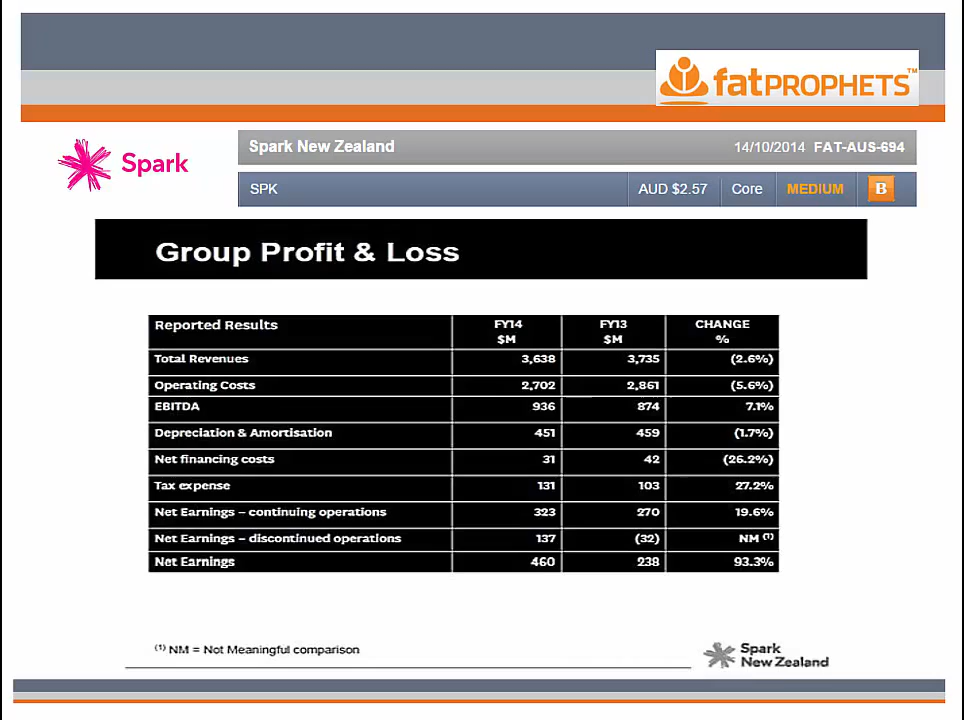 fatPROPHETS™
Spark
Spark New Zealand 14/10/2014 FAT-AUS-694
SPK AUD $2.57 Core MEDIUM B
Group Profit & Loss
Reported Results FY14 $M FY13 $M CHANGE %
Total Revenues 3,638 3,735 (2.6%)
Operating Costs 2,702 2,861 (5.6%)
EBITDA 936 874 7.1%
Depreciation & Amortisation 451 459 (1.7%)
Net financing costs 31 42 (26.2%)
Tax expense 131 103 27.2%
Net Earnings – continuing operations 323 270 19.6%
Net Earnings – discontinued operations 137 (32) NM (1)
Net Earnings 460 238 93.3%
(1) NM = Not Meaningful comparison
Spark
New Zealand